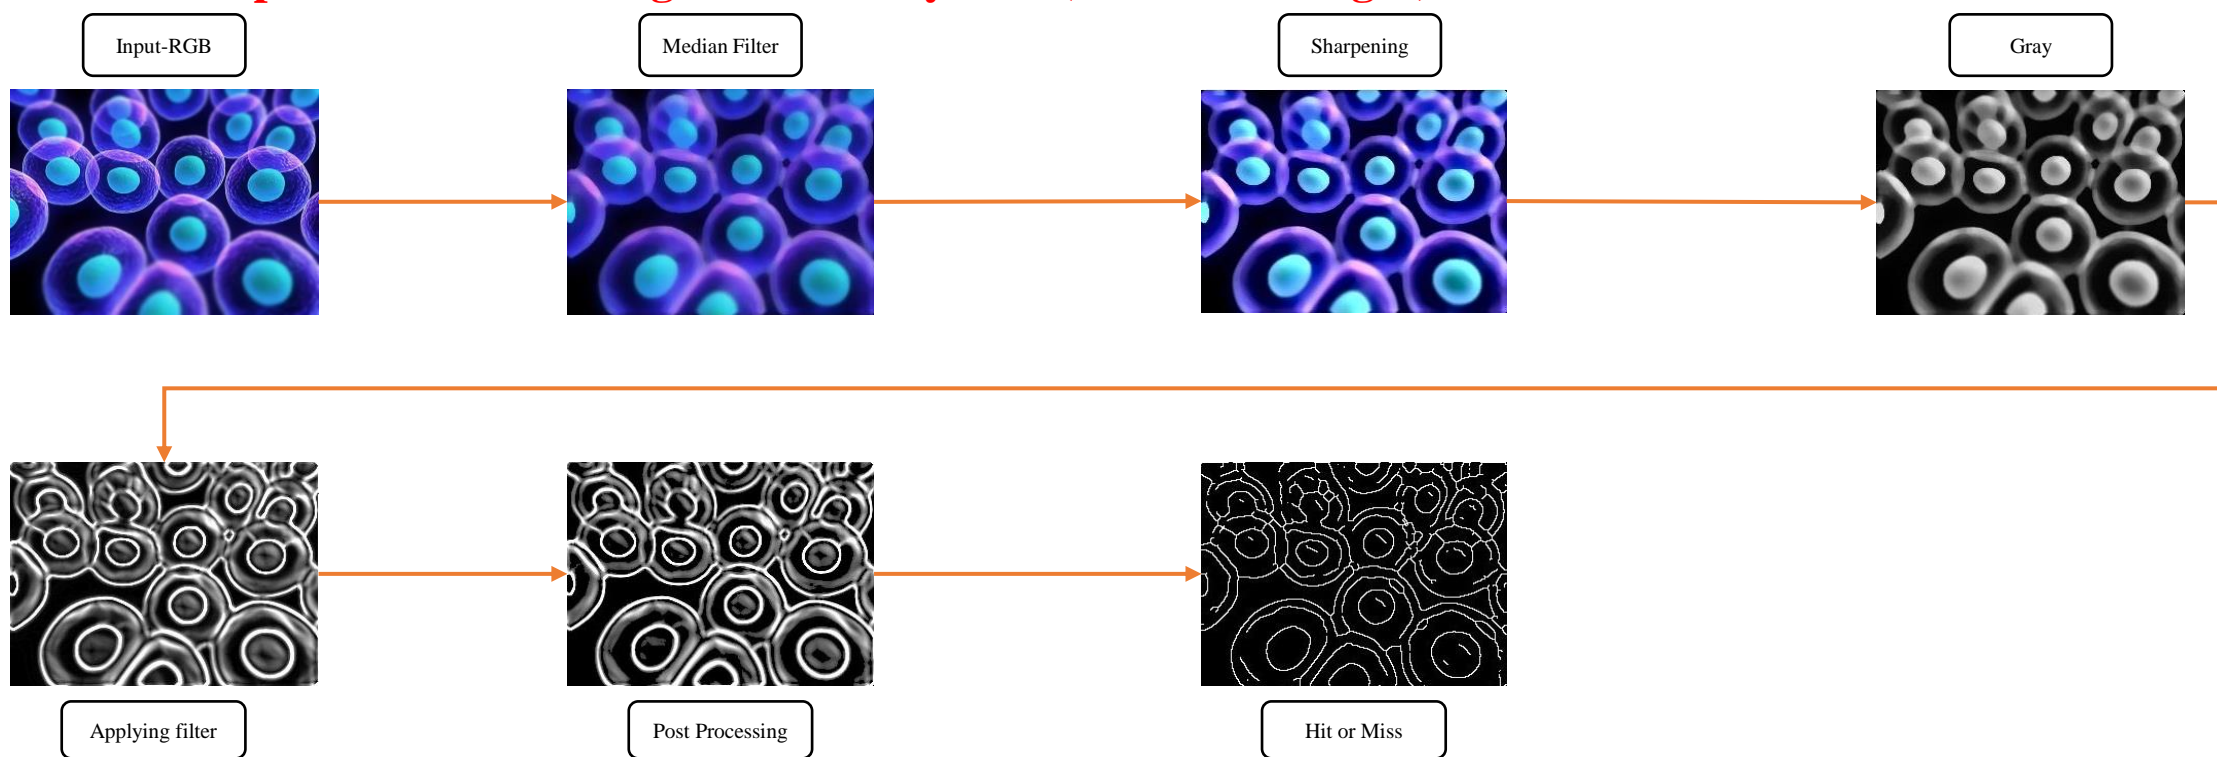 Input-RGB
Median Filter
Sharpening
Gray
Applying filter
Post Processing
Hit or Miss